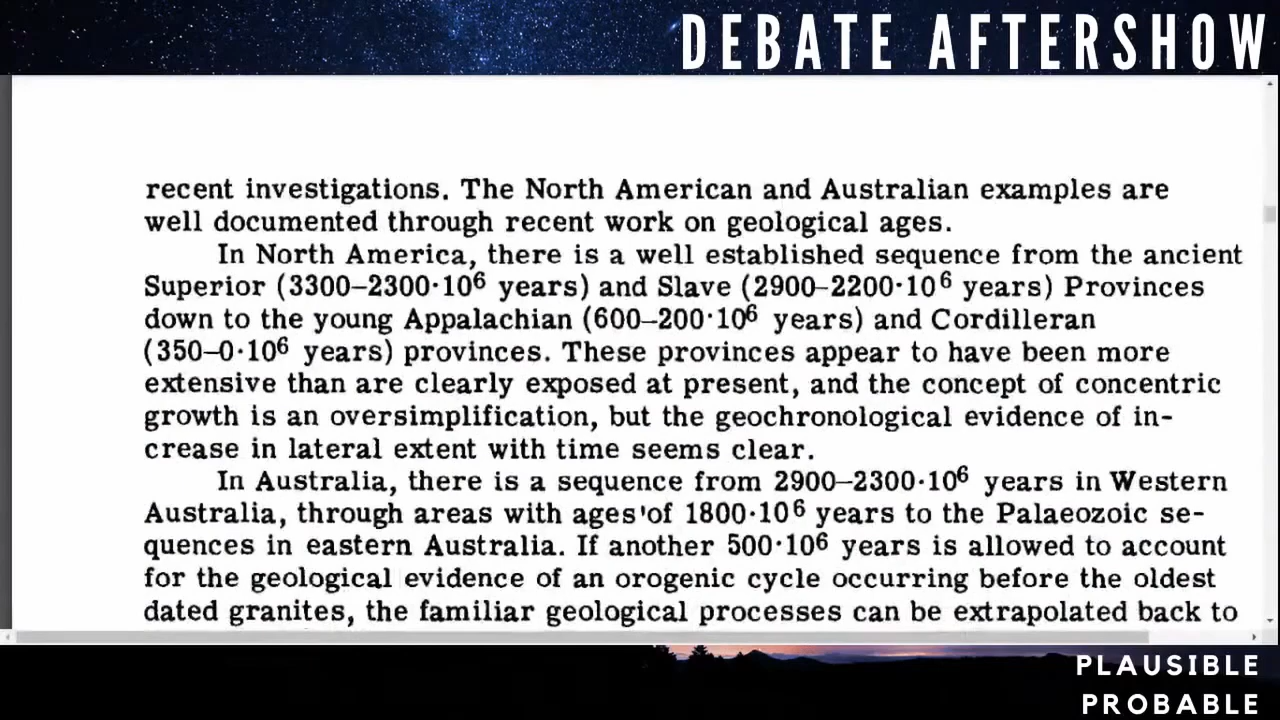 DEBATE AFTERSHOW
recent investigations. The North American and Australian examples are
well documented through recent work on geological ages.
In North America, there is a well established sequence from the ancient
Superior (3300–2300·10⁶ years) and Slave (2900–2200·10⁶ years) Provinces
down to the young Appalachian (600–200·10⁶ years) and Cordilleran
(350–0·10⁶ years) provinces. These provinces appear to have been more
extensive than are clearly exposed at present, and the concept of concentric
growth is an oversimplification, but the geochronological evidence of in-
crease in lateral extent with time seems clear.
In Australia, there is a sequence from 2900–2300·10⁶ years in Western
Australia, through areas with ages'of 1800·10⁶ years to the Palaeozoic se-
quences in eastern Australia. If another 500·10⁶ years is allowed to account
for the geological evidence of an orogenic cycle occurring before the oldest
dated granites, the familiar geological processes can be extrapolated back to
PLAUSIBLE
PROBABLE